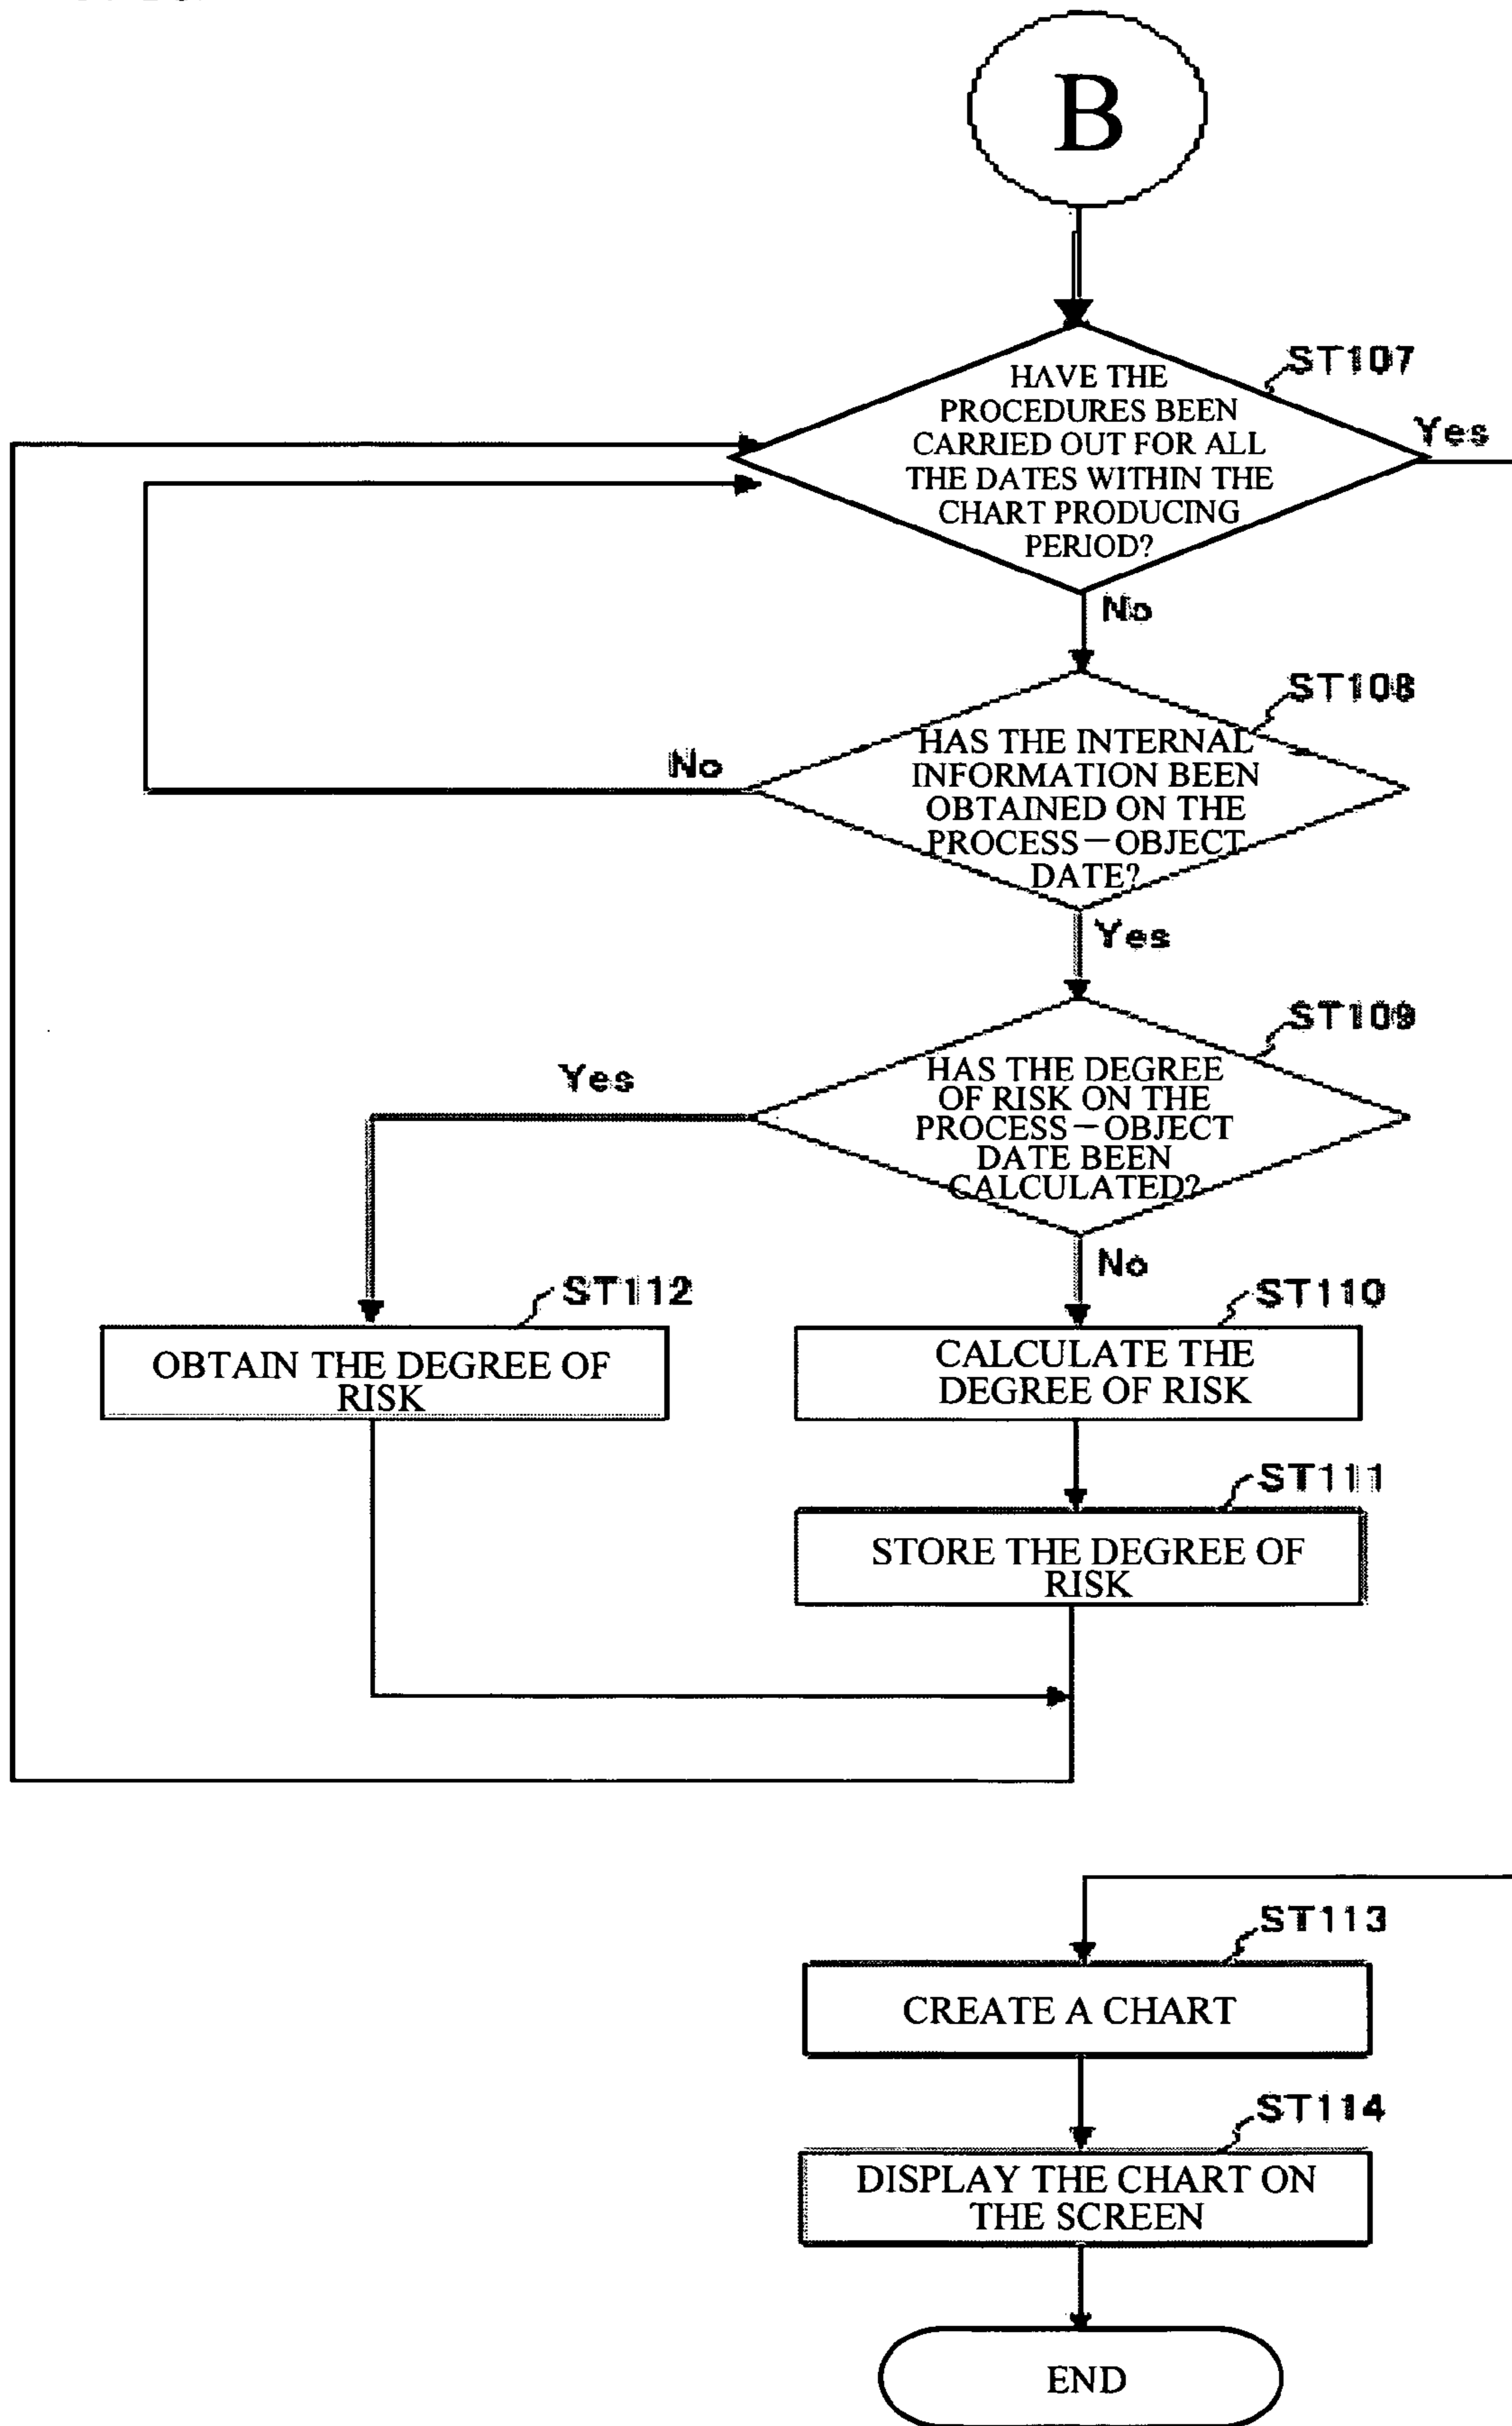 B
ST107
HAVE THE
PROCEDURES BEEN
CARRIED OUT FOR ALL
THE DATES WITHIN THE
CHART PRODUCING
PERIOD?
Yes
No
ST108
HAS THE INTERNAL
INFORMATION BEEN
OBTAINED ON THE
PROCESS－OBJECT
DATE?
No
Yes
ST109
HAS THE DEGREE
OF RISK ON THE
PROCESS－OBJECT
DATE BEEN
CALCULATED?
Yes
No
ST112
OBTAIN THE DEGREE OF
RISK
ST110
CALCULATE THE
DEGREE OF RISK
ST111
STORE THE DEGREE OF
RISK
ST113
CREATE A CHART
ST114
DISPLAY THE CHART ON
THE SCREEN
END